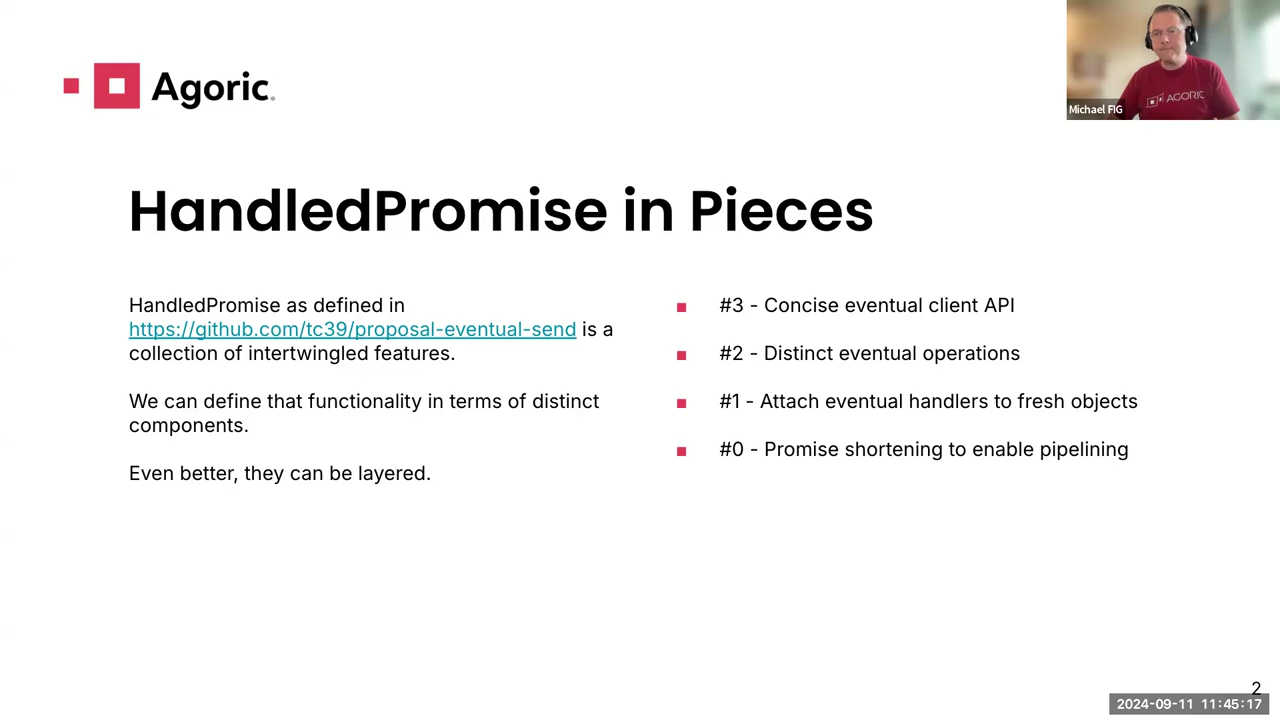 Agoric
Michael FIG
AGORIC
HandledPromise in Pieces
HandledPromise as defined in
https://github.com/tc39/proposal-eventual-send is a
collection of intertwingled features.
We can define that functionality in terms of distinct
components.
Even better, they can be layered.
#3 - Concise eventual client API
#2 - Distinct eventual operations
#1 - Attach eventual handlers to fresh objects
#0 - Promise shortening to enable pipelining
2
2024-09-11 11:45:17